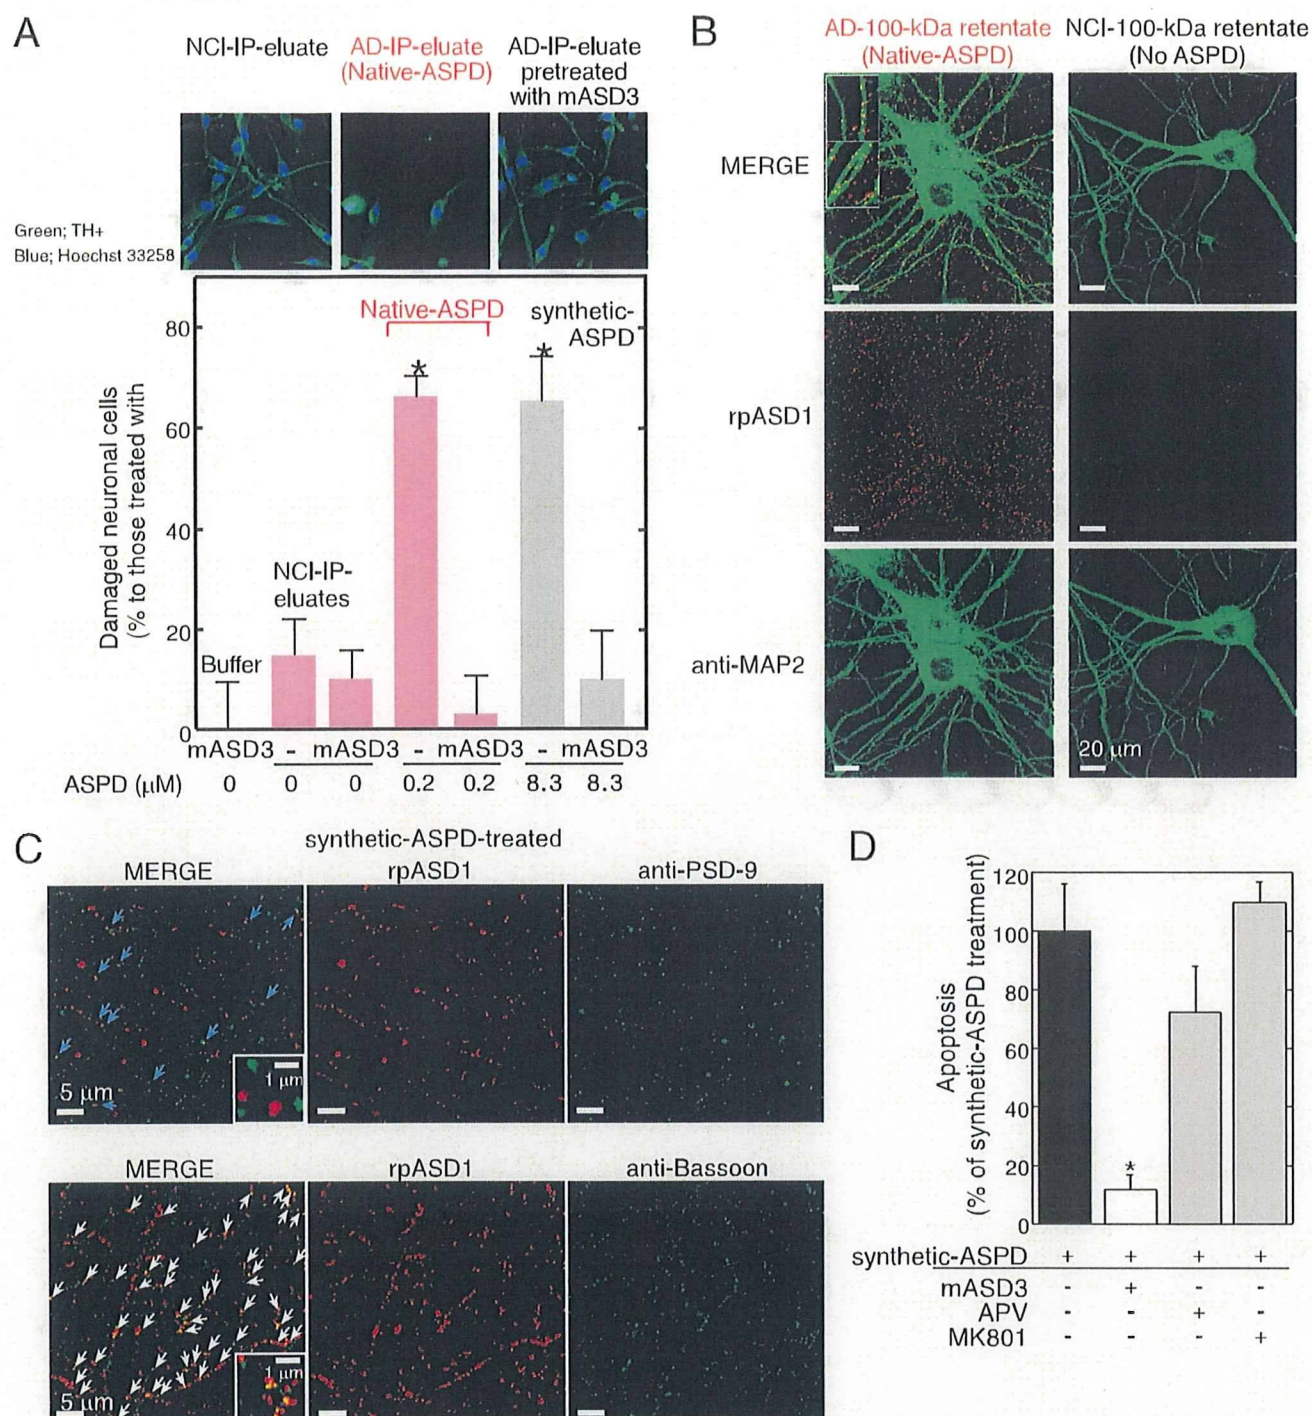 A
NCI-IP-eluate
AD-IP-eluate
(Native-ASPD)
AD-IP-eluate
pretreated
with mASD3
Green; TH+
Blue; Hoechst 33258
Damaged neuronal cells
(% to those treated with
80
60
40
20
0
Native-ASPD
synthetic-
ASPD
*
*
NCI-IP-
eluates
Buffer
mASD3 - mASD3 - mASD3 - mASD3
ASPD (μM) 0 0 0 0.2 0.2 8.3 8.3
B
AD-100-kDa retentate
(Native-ASPD)
NCI-100-kDa retentate
(No ASPD)
MERGE
rpASD1
anti-MAP2
20 μm
C
synthetic-ASPD-treated
MERGE rpASD1 anti-PSD-9
1 μm
5 μm
MERGE rpASD1 anti-Bassoon
1 μm
5 μm
D
Apoptosis
(% of synthetic-ASPD treatment)
120
100
80
60
40
20
0
*
synthetic-ASPD + + + +
mASD3 - + - -
APV - - + -
MK801 - - - +